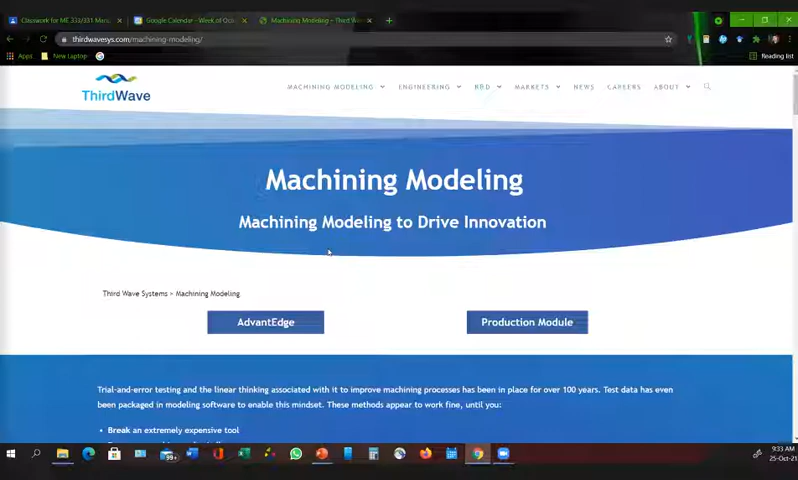 Classwork for ME 333/331 Man
Google Calendar - Week of Oct
Machining Modeling - Third Wav
thirdwavesys.com/machining-modeling/
Apps
New Laptop
Reading list
ThirdWave
MACHINING MODELING
ENGINEERING
R&D
MARKETS
NEWS
CAREERS
ABOUT
Machining Modeling
Machining Modeling to Drive Innovation
Third Wave Systems > Machining Modeling
AdvantEdge
Production Module
Trial-and-error testing and the linear thinking associated with it to improve machining processes has been in place for over 100 years. Test data has even
been packaged in modeling software to enable this mindset. These methods appear to work fine, until you:
• Break an extremely expensive tool
99+
9:33 AM
25-Oct-21